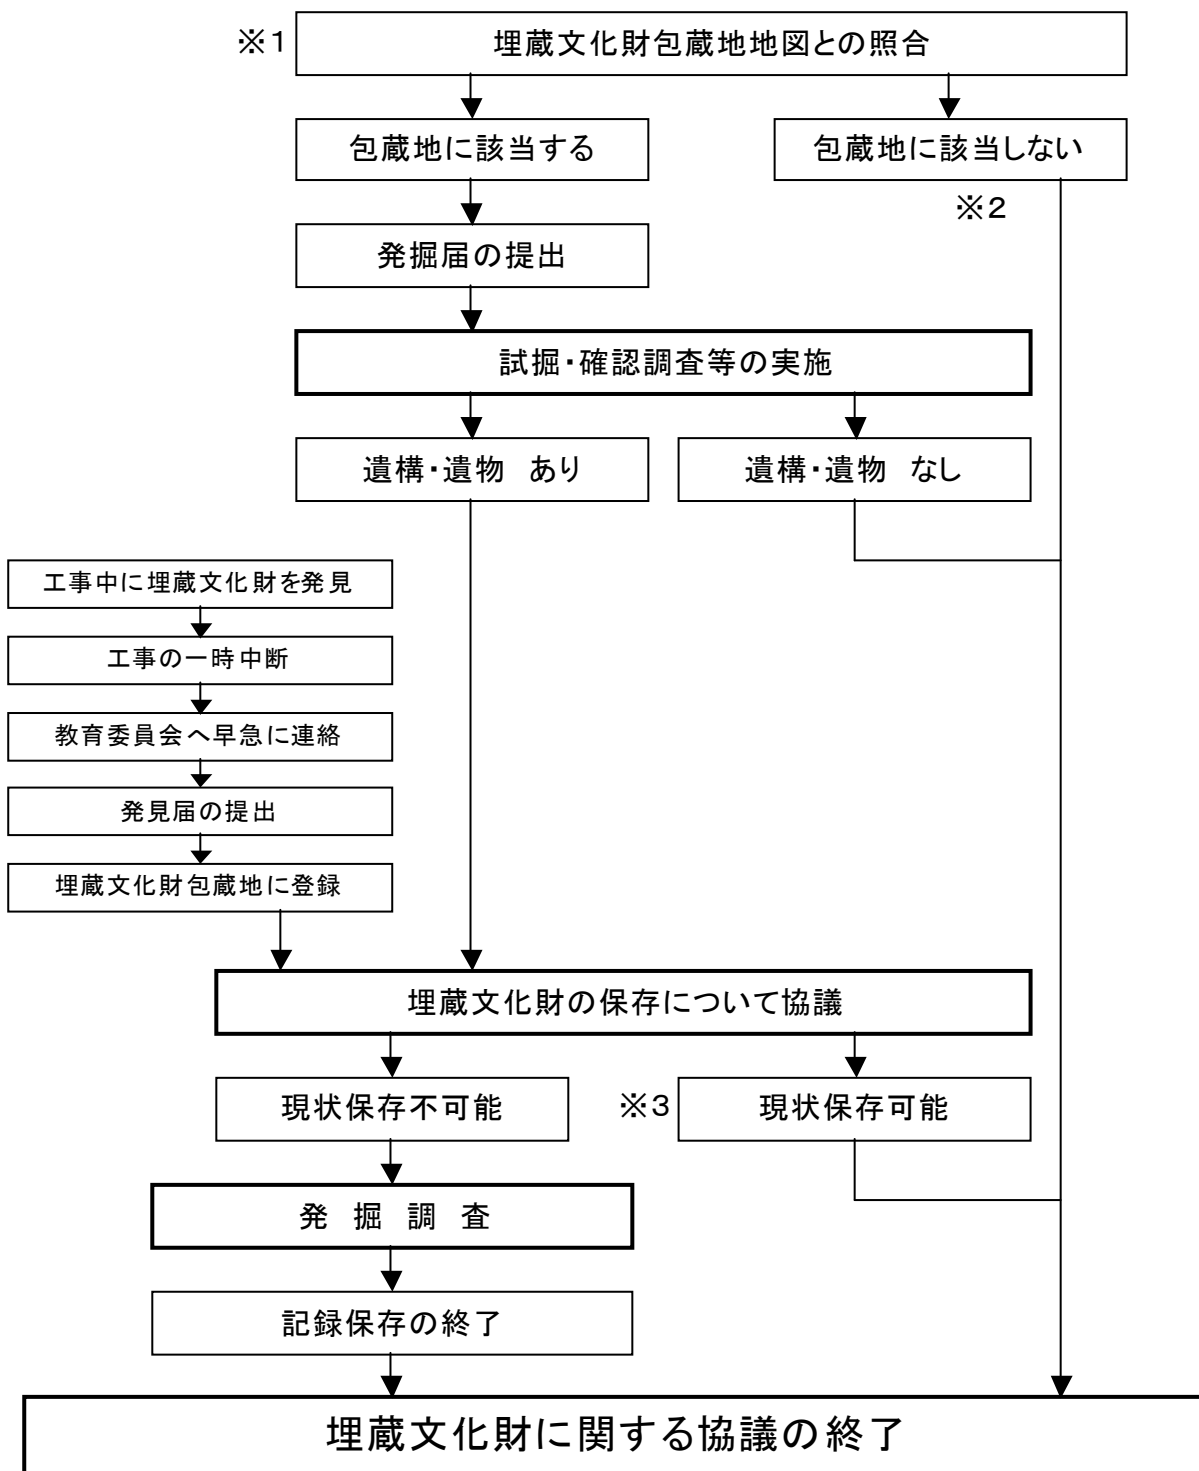 ※1
埋蔵文化財包蔵地地図との照合
包蔵地に該当する
包蔵地に該当しない
※2
発掘届の提出
試掘・確認調査等の実施
遺構・遺物　あり
遺構・遺物　なし
工事中に埋蔵文化財を発見
工事の一時中断
教育委員会へ早急に連絡
発見届の提出
埋蔵文化財包蔵地に登録
埋蔵文化財の保存について協議
現状保存不可能
※3
現状保存可能
発　掘　調　査
記録保存の終了
埋蔵文化財に関する協議の終了